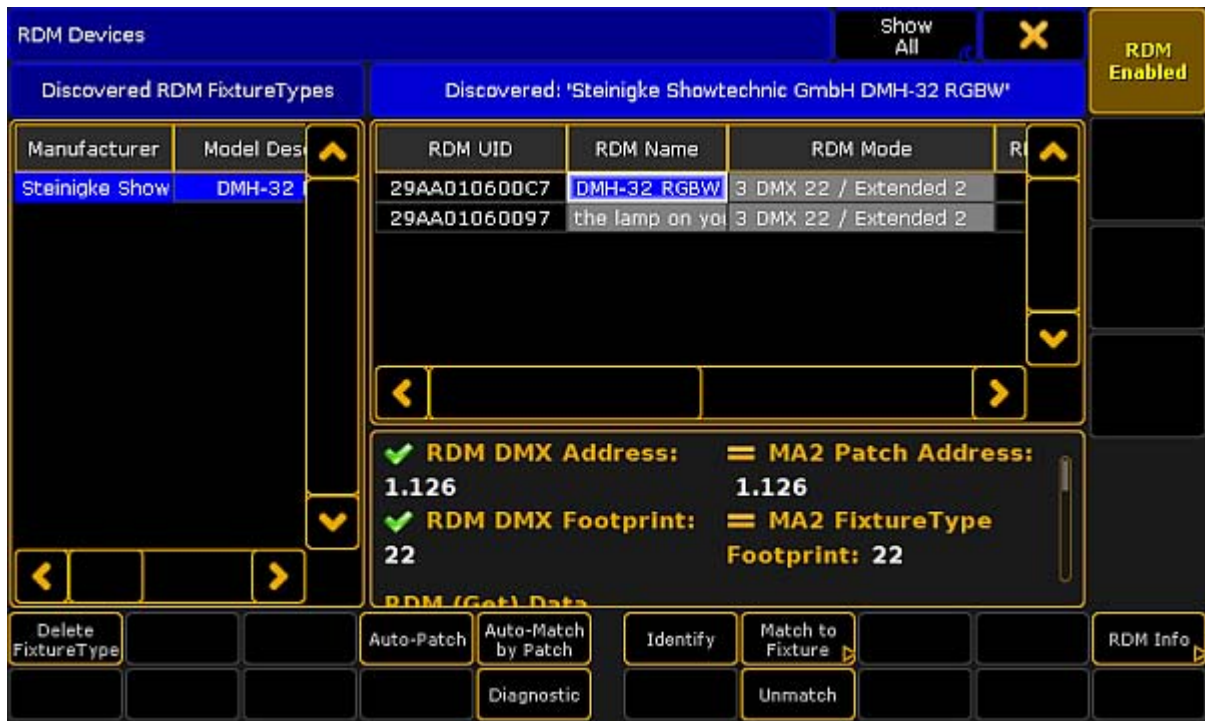 RDM Devices
Show
All
RDM
Enabled
Discovered RDM FixtureTypes
Discovered: 'Steinigke Showtechnic GmbH DMH-32 RGBW'
Manufacturer Model Des
RDM UID RDM Name RDM Mode R
Steinigke Show DMH-32
29AA010600C7 DMH-32 RGBW 3 DMX 22 / Extended 2
29AA01060097 the lamp on yo 3 DMX 22 / Extended 2
RDM DMX Address: = MA2 Patch Address:
1.126 1.126
RDM DMX Footprint: = MA2 FixtureType
22 Footprint: 22
RDM (Get) Data
Delete
FixtureType
Auto-Patch
Auto-Match
by Patch
Identify
Match to
Fixture
RDM Info
Diagnostic
Unmatch